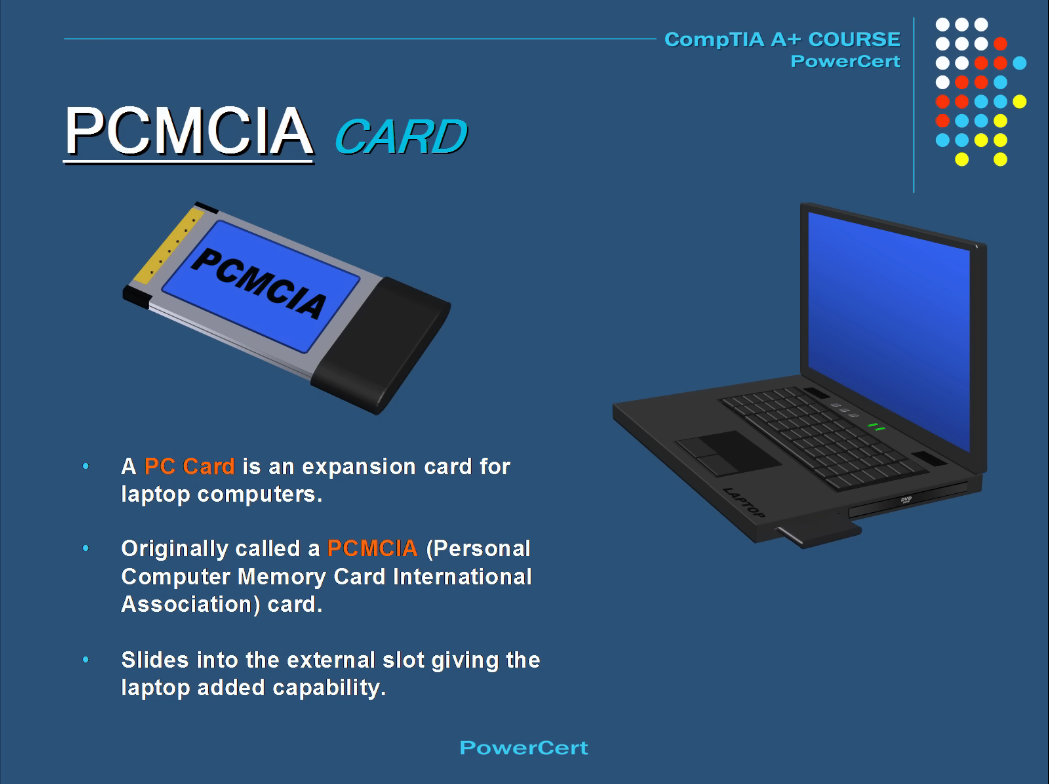 CompTIA A+ COURSE
PowerCert
PCMCIA CARD
PCMCIA
LAPTOP
DVD
• A PC Card is an expansion card for
laptop computers.
• Originally called a PCMCIA (Personal
Computer Memory Card International
Association) card.
• Slides into the external slot giving the
laptop added capability.
PowerCert